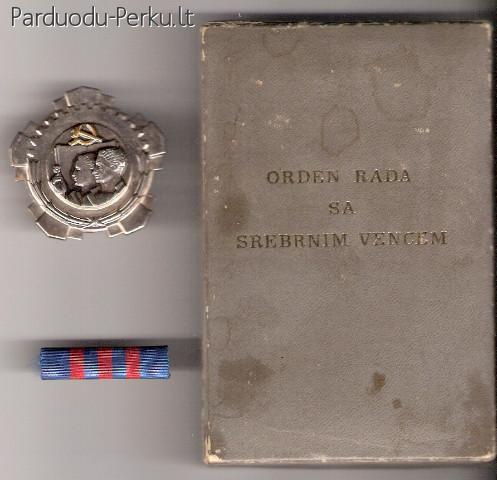 Parduodu-Perku.lt
ORDEN RADA
SA
SREBRNIM VENCEM